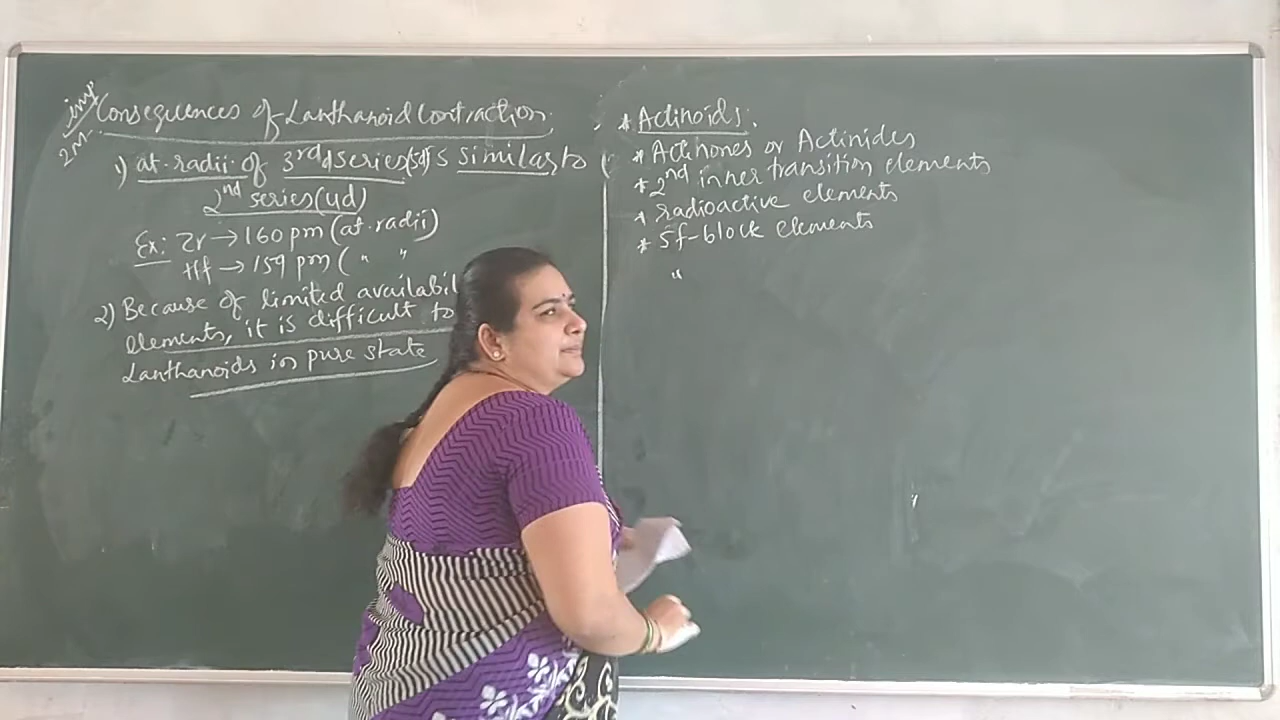 imp
2M
Consequences of Lanthanoid Contraction.
1) at. radii of 3rd d series(5d) is similar to
2nd series (4d)
Ex: Zr → 160 pm (at. radii)
Hf → 159 pm ( " "
2) Because of limited availabil
elements, it is difficult to
Lanthanoids in pure state
* Actinoids:
* Actinones or Actinides
* 2nd inner transition elements
* radioactive elements
* 5f-block elements
"